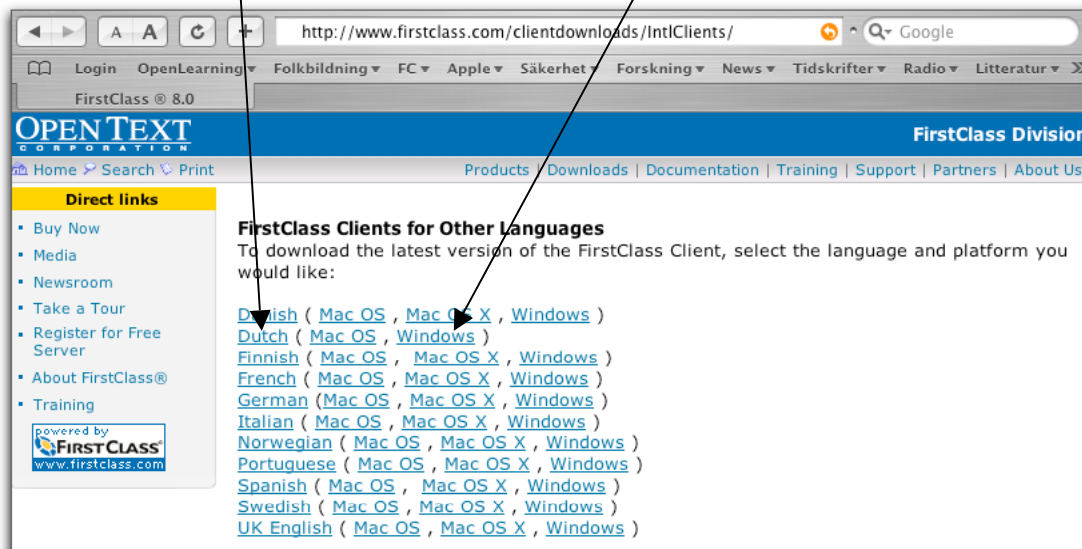 A A + http://www.firstclass.com/clientdownloads/IntlClients/ Q Google
Login OpenLearning Folkbildning FC Apple Säkerhet Forskning News Tidskrifter Radio Litteratur
FirstClass ® 8.0
OPEN TEXT
CORPORATION
FirstClass Division
Home Search Print
Products | Downloads | Documentation | Training | Support | Partners | About Us
Direct links
Buy Now
Media
Newsroom
Take a Tour
Register for Free
Server
About FirstClass®
Training
powered by
FIRSTCLASS®
www.firstclass.com
FirstClass Clients for Other Languages
To download the latest version of the FirstClass Client, select the language and platform you
would like:
Danish ( Mac OS , Mac OS X , Windows )
Dutch ( Mac OS , Windows )
Finnish ( Mac OS , Mac OS X , Windows )
French ( Mac OS , Mac OS X , Windows )
German (Mac OS , Mac OS X , Windows )
Italian ( Mac OS , Mac OS X , Windows )
Norwegian ( Mac OS , Mac OS X , Windows )
Portuguese ( Mac OS , Mac OS X , Windows )
Spanish ( Mac OS , Mac OS X , Windows )
Swedish ( Mac OS , Mac OS X , Windows )
UK English ( Mac OS , Mac OS X , Windows )